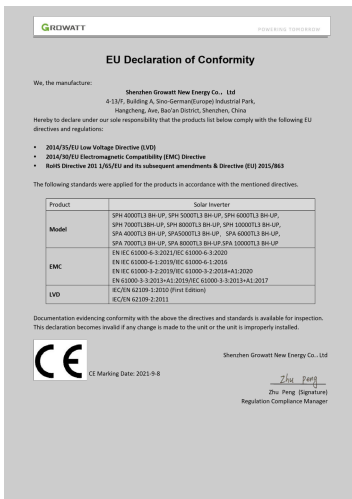 GROWATT
POWERING TOMORROW
EU Declaration of Conformity
We, the manufacture:
Shenzhen Growatt New Energy Co., Ltd
4-13/F, Building A, Sino-German(Europe) Industrial Park,
Hangcheng, Ave, Bao'an District, Shenzhen, China
Hereby to declare under our sole responsibility that the products list below comply with the following EU
directives and regulations:
• 2014/35/EU Low Voltage Directive (LVD)
• 2014/30/EU Electromagnetic Compatibility (EMC) Directive
• RoHS Directive 201 1/65/EU and its subsequent amendments & Directive (EU) 2015/863
The following standards were applied for the products in accordance with the mentioned directives.
Product Solar Inverter
Model
SPH 4000TL3 BH-UP, SPH 5000TL3 BH-UP, SPH 6000TL3 BH-UP,
SPH 7000TL3BH-UP, SPH 8000TL3 BH-UP, SPH 10000TL3 BH-UP,
SPA 4000TL3 BH-UP, SPA5000TL3 BH-UP, SPA 6000TL3 BH-UP,
SPA 7000TL3 BH-UP, SPA 8000TL3 BH-UP.SPA 10000TL3 BH-UP
EMC
EN IEC 61000-6-3:2021/IEC 61000-6-3:2020
EN IEC 61000-6-1:2019/IEC 61000-6-1:2016
EN IEC 61000-3-2:2019/IEC 61000-3-2:2018+A1:2020
EN 61000-3-3:2013+A1:2019/IEC 61000-3-3:2013+A1:2017
LVD
IEC/EN 62109-1:2010 (First Edition)
IEC/EN 62109-2:2011
Documentation evidencing conformity with the above the directives and standards is available for inspection.
This declaration becomes invalid if any change is made to the unit or the unit is improperly installed.
Shenzhen Growatt New Energy Co., Ltd
CE
CE Marking Date: 2021-9-8
Zhu Peng
Zhu Peng (Signature)
Regulation Compliance Manager